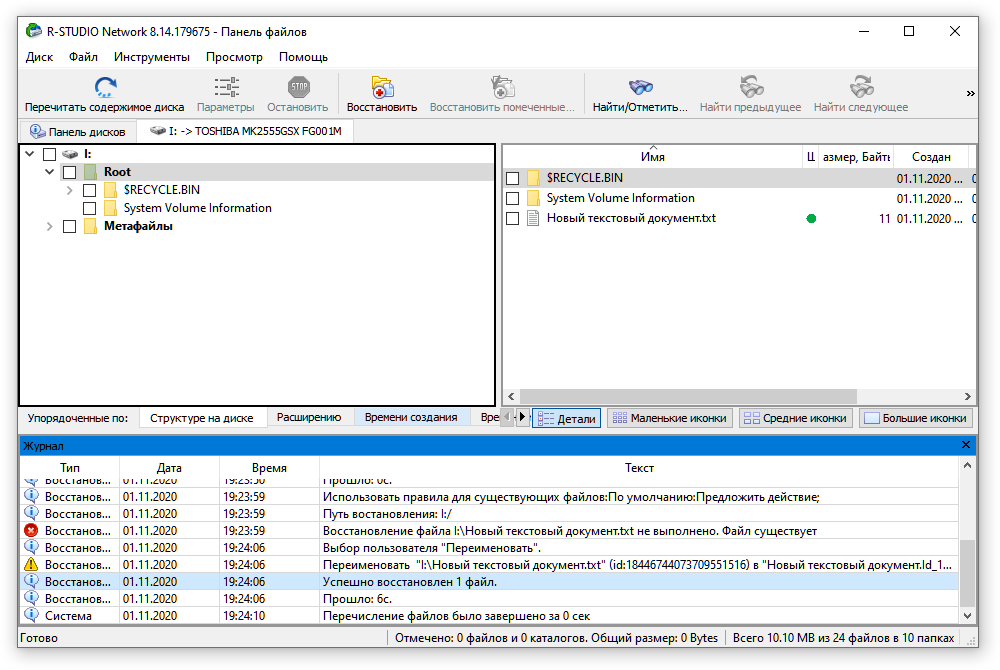 R-STUDIO Network 8.14.179675 - Панель файлов
Диск Файл Инструменты Просмотр Помощь
STOP
Перечитать содержимое диска Параметры Остановить Восстановить Восстановить помеченные... Найти/Отметить... Найти предыдущее Найти следующее »
Панель дисков I: -> TOSHIBA MK2555GSX FG001M
I:
Root
$RECYCLE.BIN
System Volume Information
Метафайлы
Имя Ц азмер, Байты Создан
$RECYCLE.BIN 01.11.2020 ...
System Volume Information 01.11.2020 ...
Новый текстовый документ.txt 11 01.11.2020 ...
Упорядоченные по: Структуре на диске Расширению Времени создания Вре
Детали Маленькие иконки Средние иконки Большие иконки
Журнал
Тип Дата Время Текст
Восстанов... 01.11.2020 19:23:50 Прошло: 0с.
Восстанов... 01.11.2020 19:23:59 Использовать правила для существующих файлов:По умолчанию:Предложить действие;
Восстанов... 01.11.2020 19:23:59 Путь востановления: I:/
Восстанов... 01.11.2020 19:23:59 Восстановление файла I:\Новый текстовый документ.txt не выполнено. Файл существует
Восстанов... 01.11.2020 19:24:06 Выбор пользователя "Переименовать".
Восстанов... 01.11.2020 19:24:06 Переименовать "I:\Новый текстовый документ.txt" (id:18446744073709551516) в "Новый текстовый документ.Id_1...
Восстанов... 01.11.2020 19:24:06 Успешно восстановлен 1 файл.
Восстанов... 01.11.2020 19:24:06 Прошло: 6с.
Система 01.11.2020 19:24:10 Перечисление файлов было завершено за 0 сек
Готово Отмечено: 0 файлов и 0 каталогов. Общий размер: 0 Bytes Всего 10.10 MB из 24 файлов в 10 папках